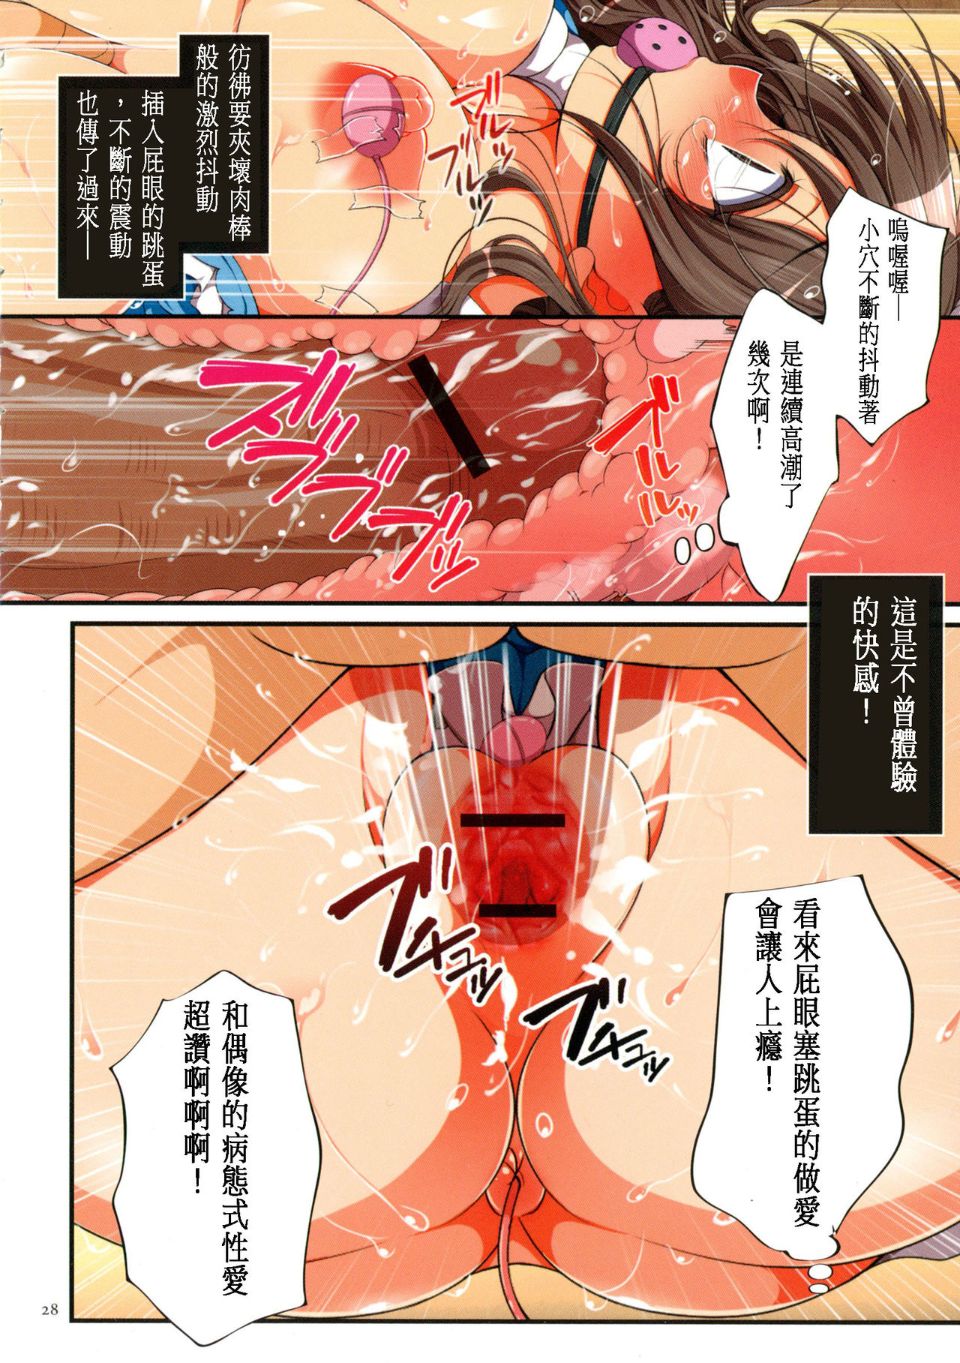 嗚喔喔—
小穴不斷的抖動著
是連續高潮了
幾次啊！
彷彿要夾壞肉棒
般的激烈抖動
插入屁眼的跳蛋
，不斷的震動
也傳了過來—
這是不曾體驗
的快感！
看來屁眼塞跳蛋的做愛
會讓人上癮！
和偶像的病態式性愛
超讚啊啊啊！
28